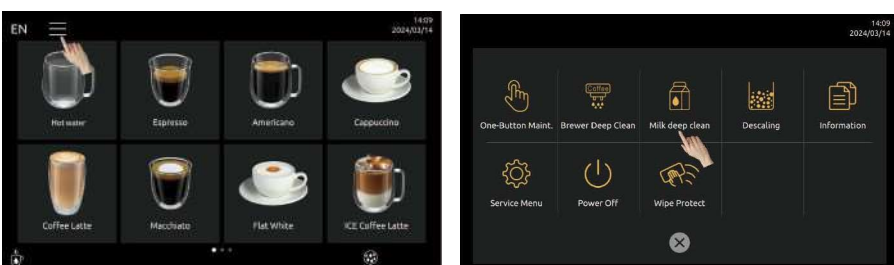 EN
14:09
2024/03/14
Hot water
Espresso
Americano
Cappuccino
Coffee Latte
Macchiato
Flat White
ICE Coffee Latte
14:09
2024/03/14
Coffee
One-Button Maint.
Brewer Deep Clean
Milk deep clean
Descaling
Information
Service Menu
Power Off
Wipe Protect